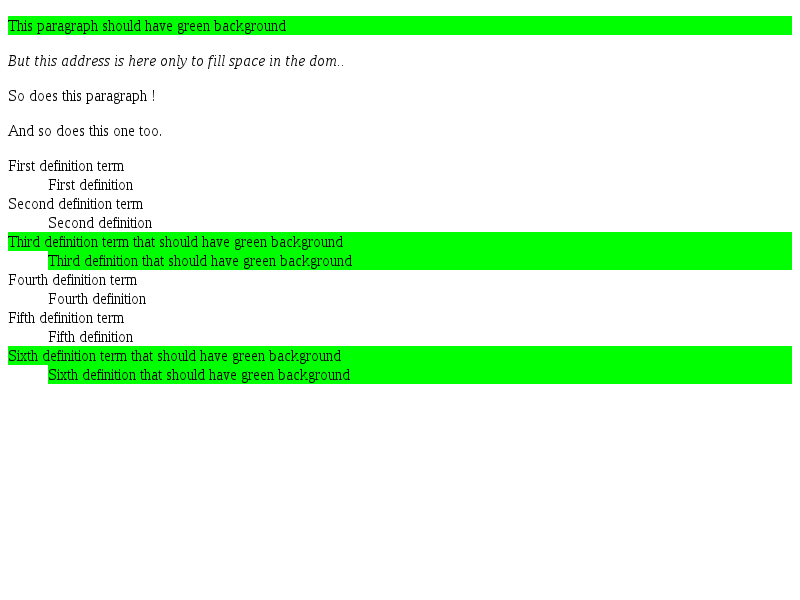 This paragraph should have green background
But this address is here only to fill space in the dom..
So does this paragraph !
And so does this one too.
First definition term
First definition
Second definition term
Second definition
Third definition term that should have green background
Third definition that should have green background
Fourth definition term
Fourth definition
Fifth definition term
Fifth definition
Sixth definition term that should have green background
Sixth definition that should have green background